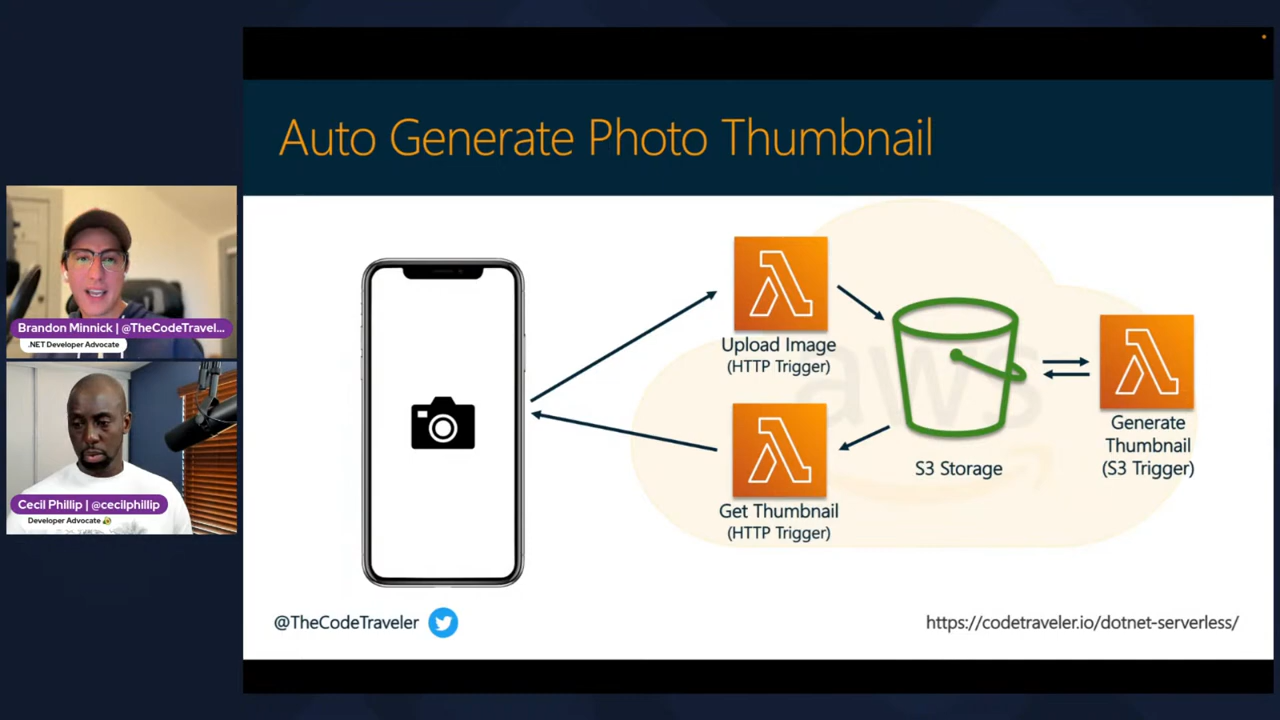 Auto Generate Photo Thumbnail
Brandon Minnick | @TheCodeTravel...
.NET Developer Advocate
Cecil Phillip | @cecilphillip
Developer Advocate 
Upload Image
(HTTP Trigger)
Get Thumbnail
(HTTP Trigger)
aws
S3 Storage
Generate
Thumbnail
(S3 Trigger)
@TheCodeTraveler
https://codetraveler.io/dotnet-serverless/